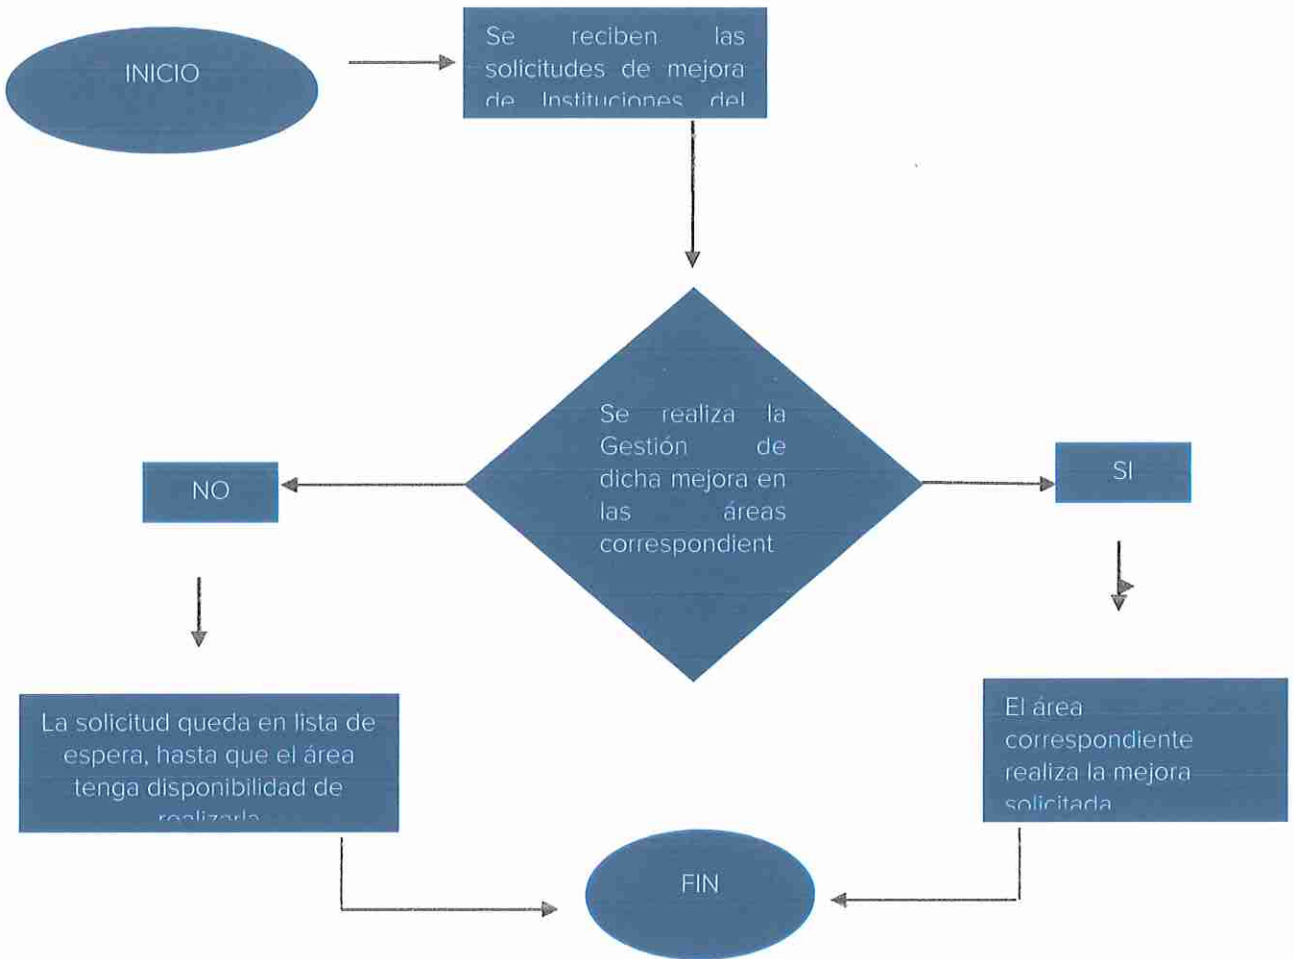 INICIO
Se reciben las
solicitudes de mejora
de Instituciones del
Se realiza la
Gestión de
dicha mejora en
las áreas
correspondient
NO
SI
La solicitud queda en lista de
espera, hasta que el área
tenga disponibilidad de
realizarla
El área
correspondiente
realiza la mejora
solicitada
FIN